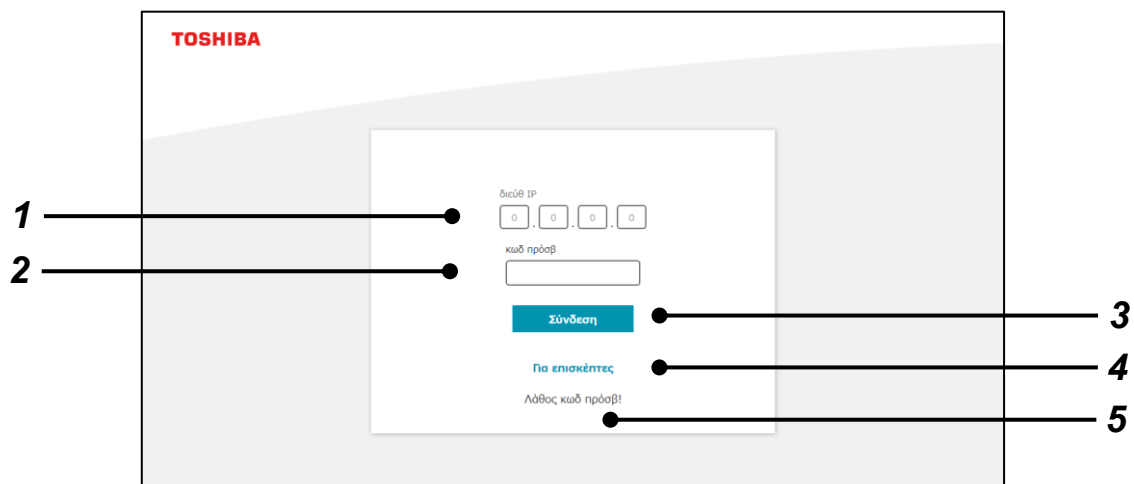 TOSHIBA
διεύθ IP
1
0 . 0 . 0 . 0
κωδ πρόσβ
2
Σύνδεση
3
Για επισκέπτες
4
Λάθος κωδ πρόσβ!
5